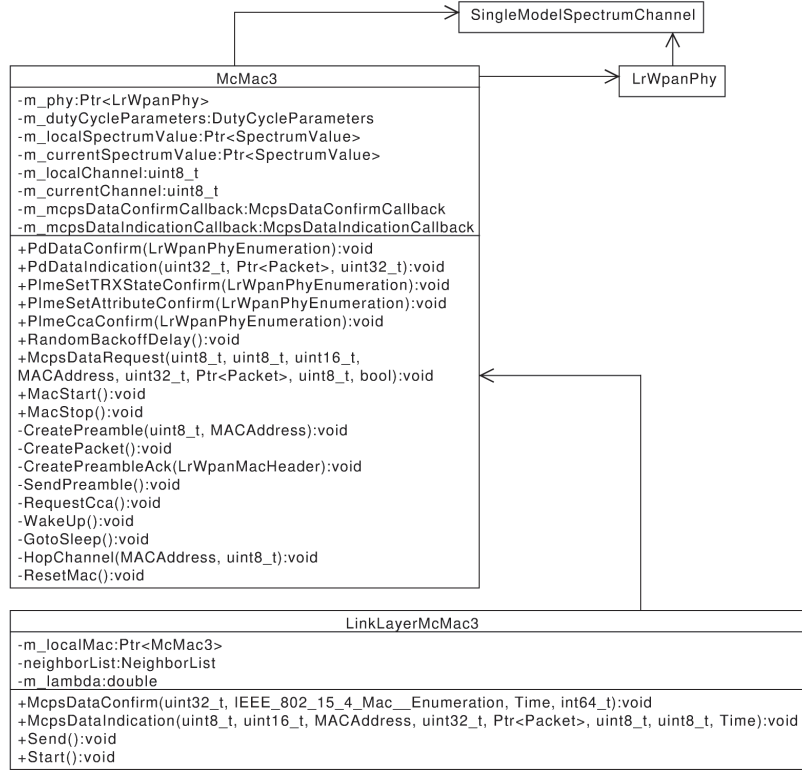 SingleModelSpectrumChannel
McMac3
LrWpanPhy
-m_phy:Ptr<LrWpanPhy>
-m_dutyCycleParameters:DutyCycleParameters
-m_localSpectrumValue:Ptr<SpectrumValue>
-m_currentSpectrumValue:Ptr<SpectrumValue>
-m_localChannel:uint8_t
-m_currentChannel:uint8_t
-m_mcpsDataConfirmCallback:McpsDataConfirmCallback
-m_mcpsDataIndicationCallback:McpsDataIndicationCallback
+PdDataConfirm(LrWpanPhyEnumeration):void
+PdDataIndication(uint32_t, Ptr<Packet>, uint32_t):void
+PlmeSetTRXStateConfirm(LrWpanPhyEnumeration):void
+PlmeSetAttributeConfirm(LrWpanPhyEnumeration):void
+PlmeCcaConfirm(LrWpanPhyEnumeration):void
+RandomBackoffDelay():void
+McpsDataRequest(uint8_t, uint8_t, uint16_t,
MACAddress, uint32_t, Ptr<Packet>, uint8_t, bool):void
+MacStart():void
+MacStop():void
-CreatePreamble(uint8_t, MACAddress):void
-CreatePacket():void
-CreatePreambleAck(LrWpanMacHeader):void
-SendPreamble():void
-RequestCca():void
-WakeUp():void
-GotoSleep():void
-HopChannel(MACAddress, uint8_t):void
-ResetMac():void
LinkLayerMcMac3
-m_localMac:Ptr<McMac3>
-neighborList:NeighborList
-m_lambda:double
+McpsDataConfirm(uint32_t, IEEE_802_15_4_Mac__Enumeration, Time, int64_t):void
+McpsDataIndication(uint8_t, uint16_t, MACAddress, uint32_t, Ptr<Packet>, uint8_t, uint8_t, Time):void
+Send():void
+Start():void